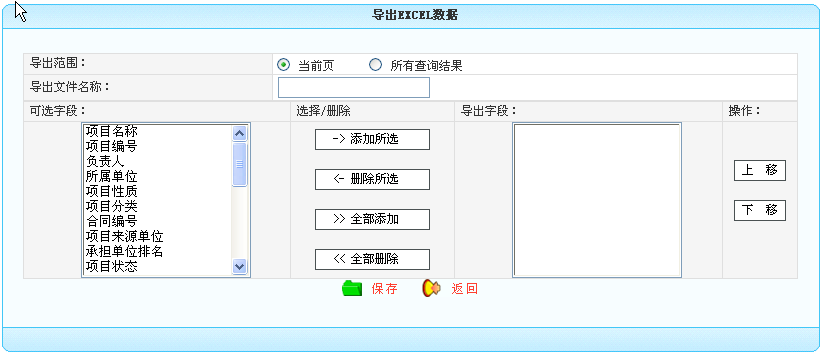 导出EXCEL数据
导出范围： 当前页 所有查询结果
导出文件名称：
可选字段： 选择/删除 导出字段： 操作：
项目名称
项目编号
负责人
所属单位
项目性质
项目分类
合同编号
项目来源单位
承担单位排名
项目状态
-> 添加所选
<- 删除所选
>> 全部添加
<< 全部删除
上 移
下 移
保存 返回